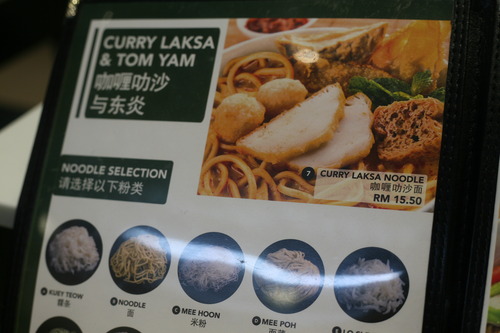 CURRY LAKSA
& TOM YAM
咖喱叻沙
与东炎
7 CURRY LAKSA NOODLE
咖喱叻沙面
RM 15.50
NOODLE SELECTION
请选择以下粉类
A KUEY TEOW
B NOODLE
面
C MEE HOON
米粉
D MEE POH